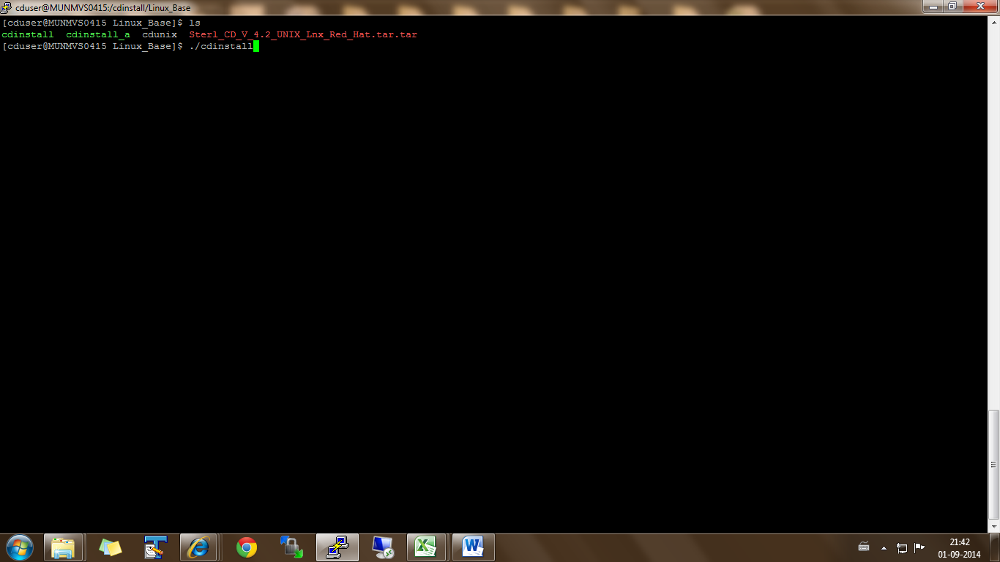 cduser@MUNMVS0415:/cdinstall/Linux_Base
[cduser@MUNMVS0415 Linux_Base]$ ls
cdinstall cdinstall_a cdunix Sterl_CD_V_4.2_UNIX_Lnx_Red_Hat.tar.tar
[cduser@MUNMVS0415 Linux_Base]$ ./cdinstall
21:42
01-09-2014